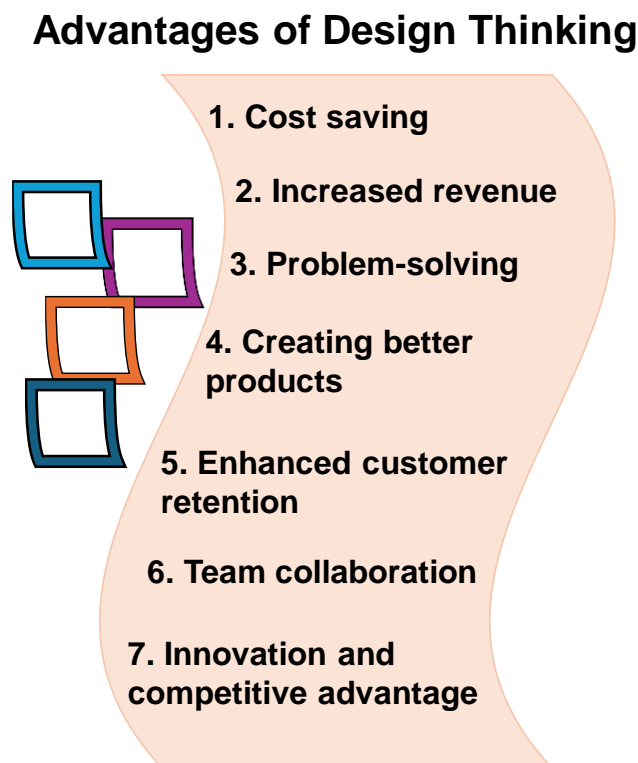 Advantages of Design Thinking
1. Cost saving
2. Increased revenue
3. Problem-solving
4. Creating better
products
5. Enhanced customer
retention
6. Team collaboration
7. Innovation and
competitive advantage